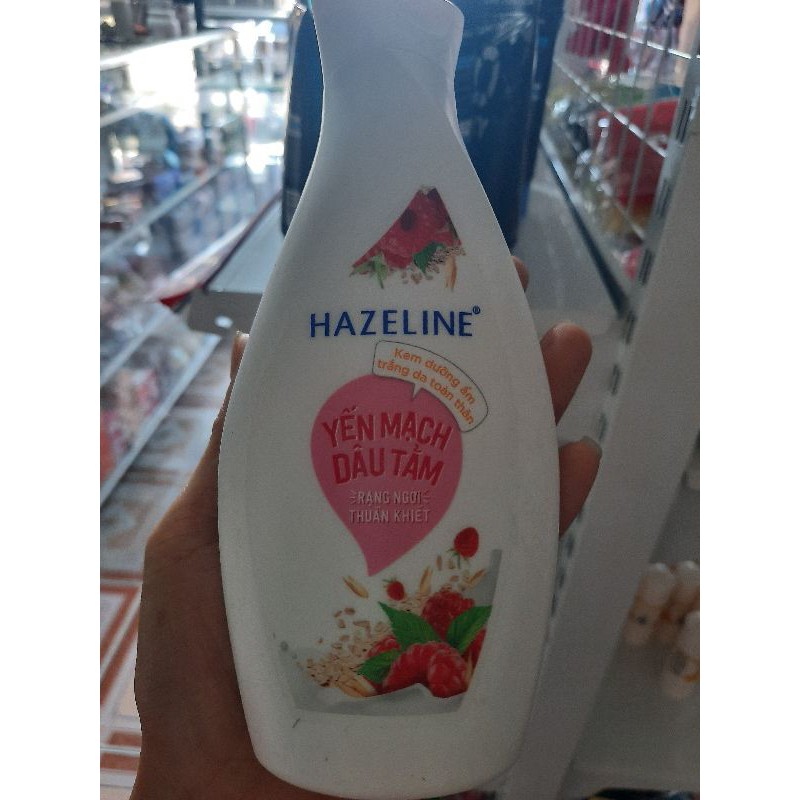 HAZELINE®
Kem dưỡng ẩm
trắng da toàn thân
YẾN MẠCH
DÂU TẰM
RẠNG NGỜI
THUẦN KHIẾT